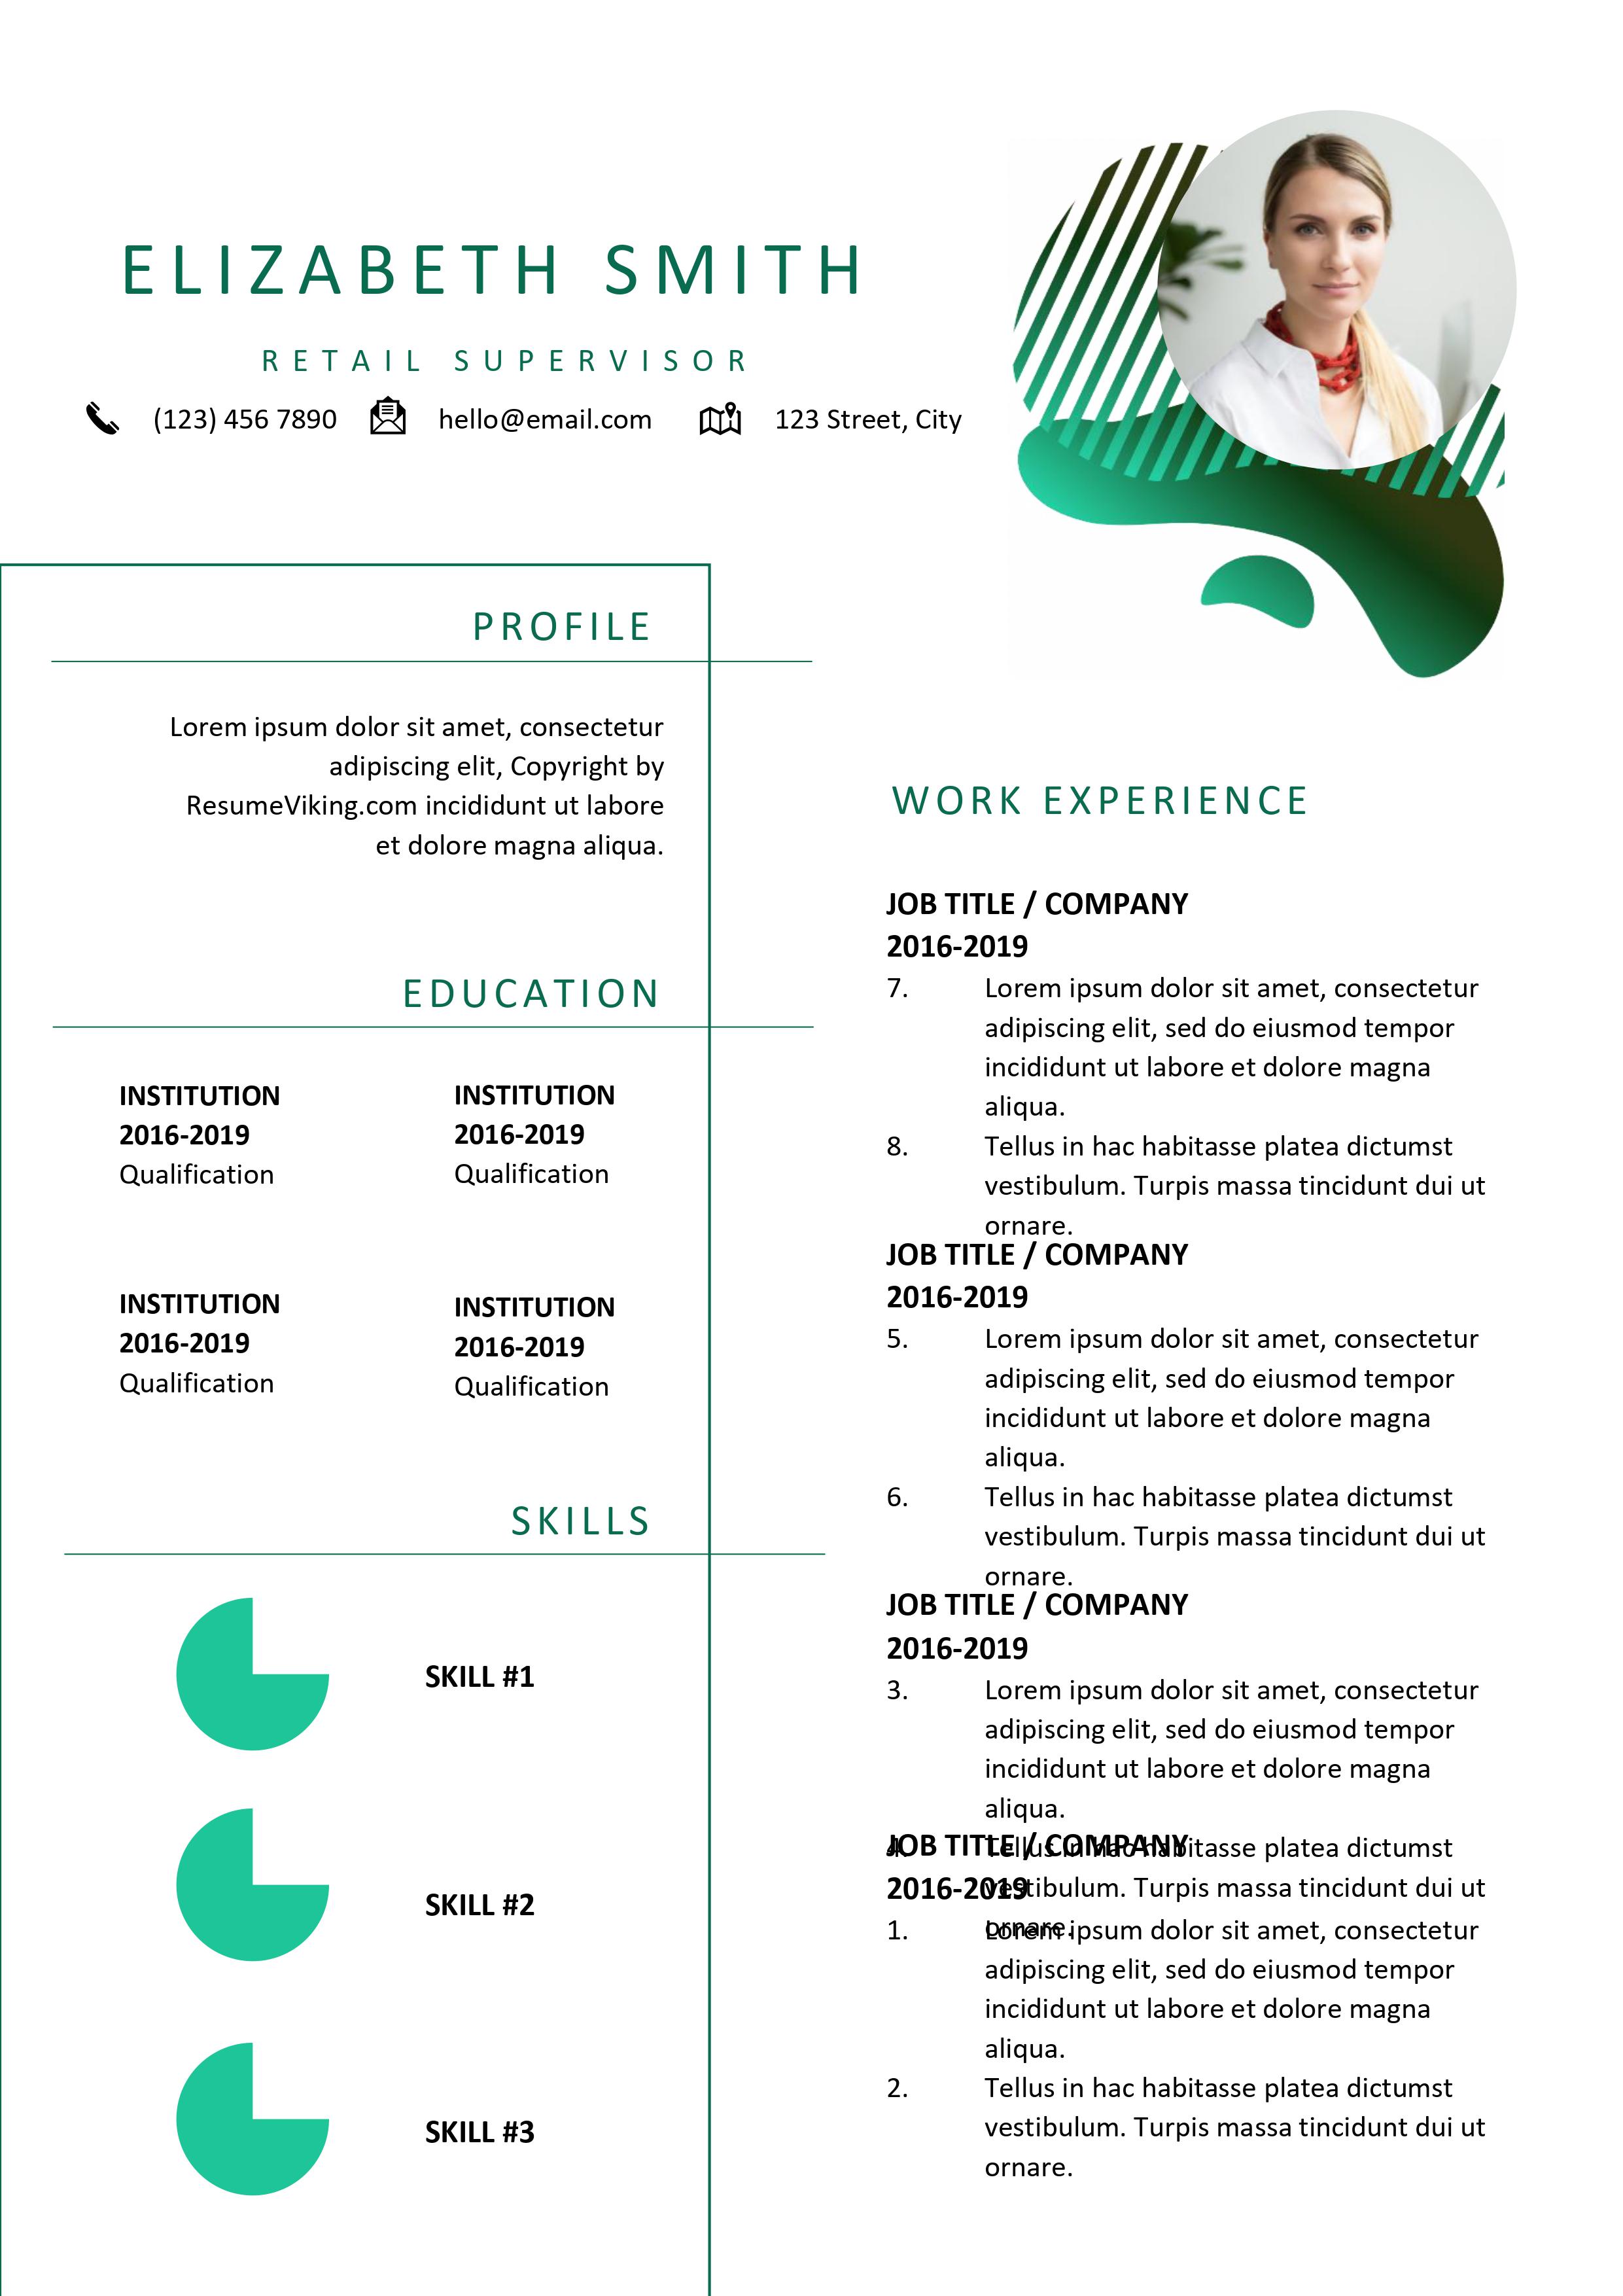 ELIZABETH SMITH
RETAIL SUPERVISOR
(123) 456 7890 hello@email.com 123 Street, City
PROFILE
Lorem ipsum dolor sit amet, consectetur
adipiscing elit, Copyright by
ResumeViking.com incididunt ut labore
et dolore magna aliqua.
EDUCATION
INSTITUTION
2016-2019
Qualification
INSTITUTION
2016-2019
Qualification
INSTITUTION
2016-2019
Qualification
INSTITUTION
2016-2019
Qualification
SKILLS
SKILL #1
SKILL #2
SKILL #3
WORK EXPERIENCE
JOB TITLE / COMPANY
2016-2019
7. Lorem ipsum dolor sit amet, consectetur
adipiscing elit, sed do eiusmod tempor
incididunt ut labore et dolore magna
aliqua.
8. Tellus in hac habitasse platea dictumst
vestibulum. Turpis massa tincidunt dui ut
ornare.
JOB TITLE / COMPANY
2016-2019
5. Lorem ipsum dolor sit amet, consectetur
adipiscing elit, sed do eiusmod tempor
incididunt ut labore et dolore magna
aliqua.
6. Tellus in hac habitasse platea dictumst
vestibulum. Turpis massa tincidunt dui ut
ornare.
JOB TITLE / COMPANY
2016-2019
3. Lorem ipsum dolor sit amet, consectetur
adipiscing elit, sed do eiusmod tempor
incididunt ut labore et dolore magna
aliqua.
4. Tellus in hac habitasse platea dictumst
vestibulum. Turpis massa tincidunt dui ut
ornare.
JOB TITLE / COMPANY
2016-2019
1. Lorem ipsum dolor sit amet, consectetur
adipiscing elit, sed do eiusmod tempor
incididunt ut labore et dolore magna
aliqua.
2. Tellus in hac habitasse platea dictumst
vestibulum. Turpis massa tincidunt dui ut
ornare.